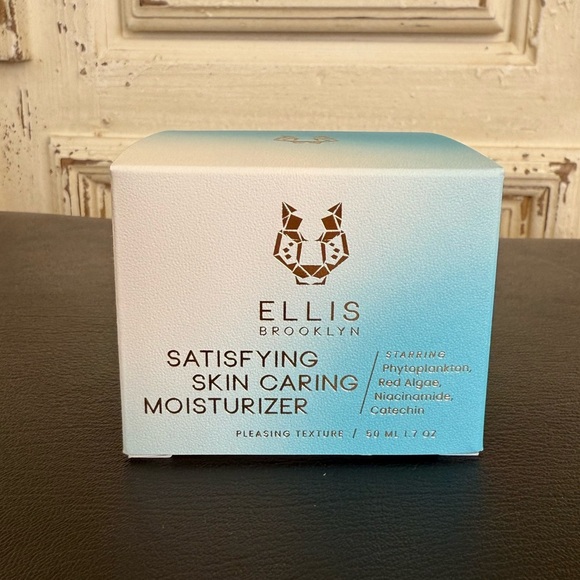 ELLIS
BROOKLYN
SATISFYING
SKIN CARING
MOISTURIZER
STARRING
Phytoplankton,
Red Algae,
Niacinamide,
Catechin
PLEASING TEXTURE / 50 ML 1.7 OZ